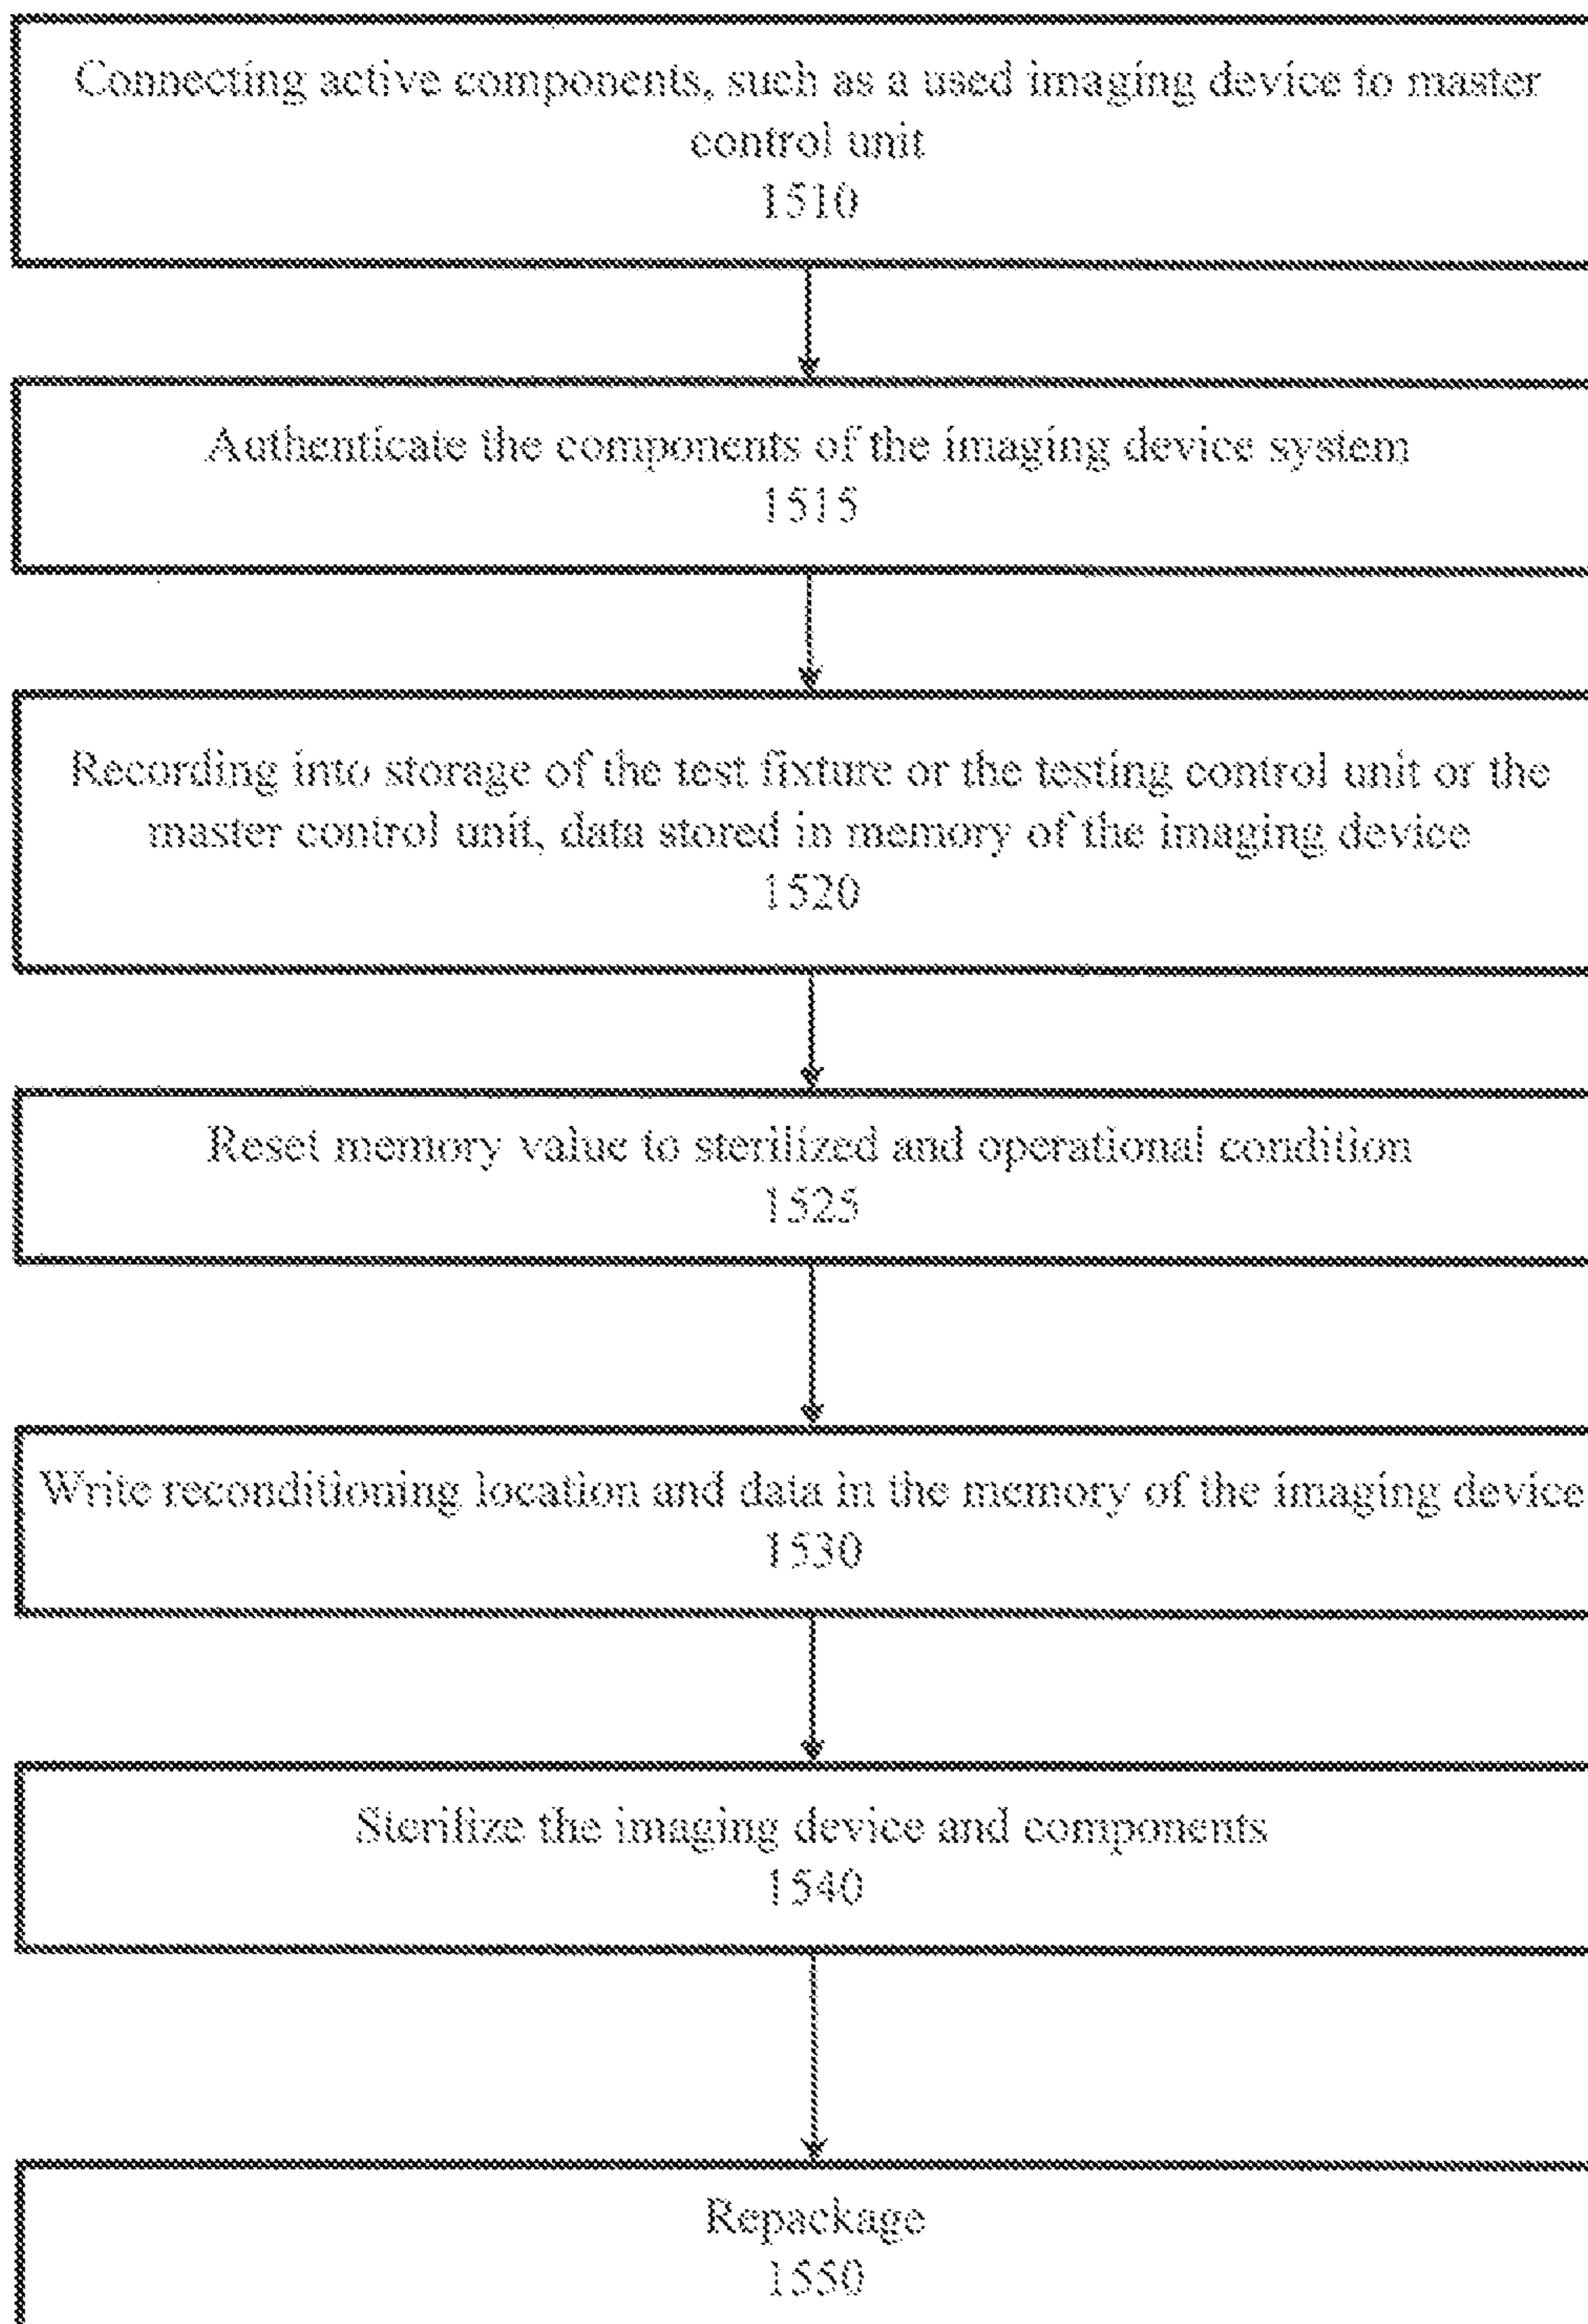 Connecting active components, such as a used imaging device to master
control unit
1510
Authenticate the components of the imaging device system
1515
Recording into storage of the test fixture or the testing control unit or the
master control unit, data stored in memory of the imaging device
1520
Reset memory value to sterilized and operational condition
1525
Write reconditioning location and data in the memory of the imaging device
1530
Sterilize the imaging device and components
1540
Repackage
1550